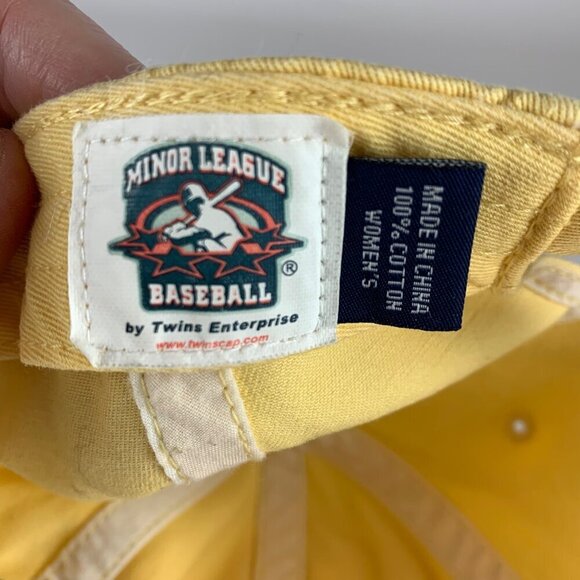 MINOR LEAGUE
BASEBALL
®
by Twins Enterprise
www.twinscap.com
MADE IN CHINA
100% COTTON
WOMEN'S